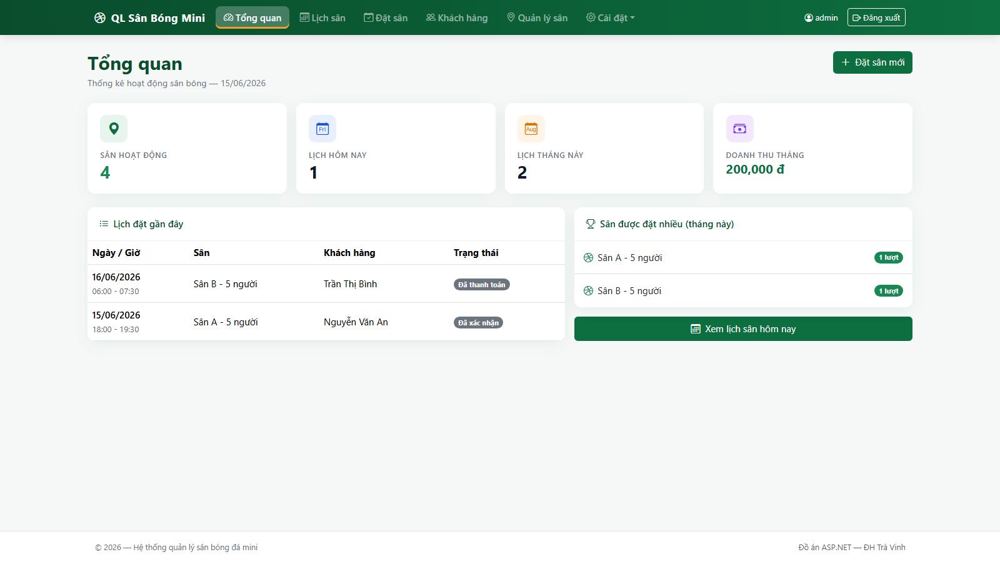 QL Sân Bóng Mini
Tổng quan
Lịch sân
Đặt sân
Khách hàng
Quản lý sân
Cài đặt
admin
Đăng xuất
Tổng quan
Thống kê hoạt động sân bóng — 15/06/2026
Đặt sân mới
SÂN HOẠT ĐỘNG
4
Fri
LỊCH HÔM NAY
1
Aug
LỊCH THÁNG NÀY
2
DOANH THU THÁNG
200,000 đ
Lịch đặt gần đây
Ngày / Giờ Sân Khách hàng Trạng thái
16/06/2026
06:00 - 07:30
Sân B - 5 người
Trần Thị Bình
Đã thanh toán
15/06/2026
18:00 - 19:30
Sân A - 5 người
Nguyễn Văn An
Đã xác nhận
Sân được đặt nhiều (tháng này)
Sân A - 5 người 1 lượt
Sân B - 5 người 1 lượt
Xem lịch sân hôm nay
© 2026 — Hệ thống quản lý sân bóng đá mini
Đồ án ASP.NET — ĐH Trà Vinh